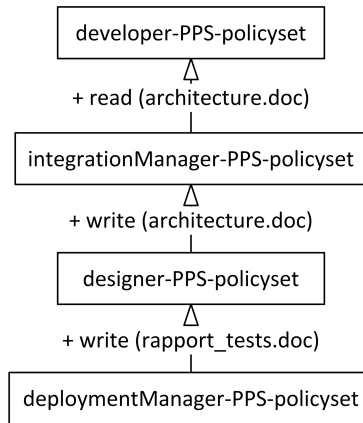 developer-PPS-policyset
+ read (architecture.doc)
integrationManager-PPS-policyset
+ write (architecture.doc)
designer-PPS-policyset
+ write (rapport_tests.doc)
deploymentManager-PPS-policyset